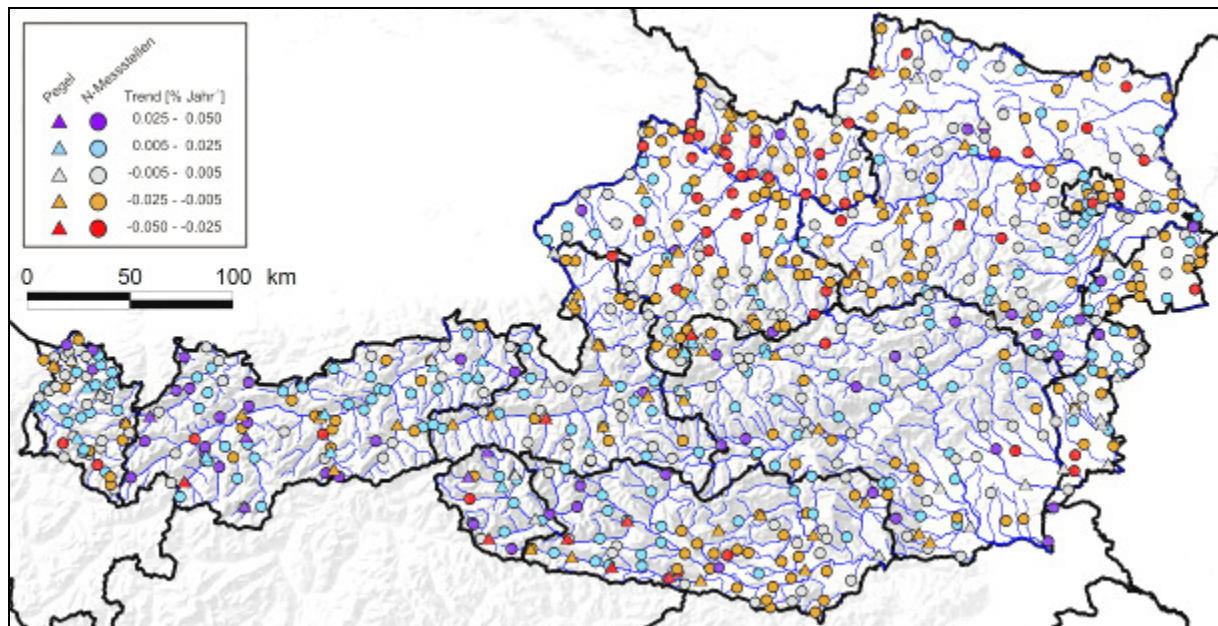 Pegel
N-Messstellen
Trend [% Jahr⁻¹]
0.025 - 0.050
0.005 - 0.025
-0.005 - 0.005
-0.025 - -0.005
-0.050 - -0.025
0 50 100 km